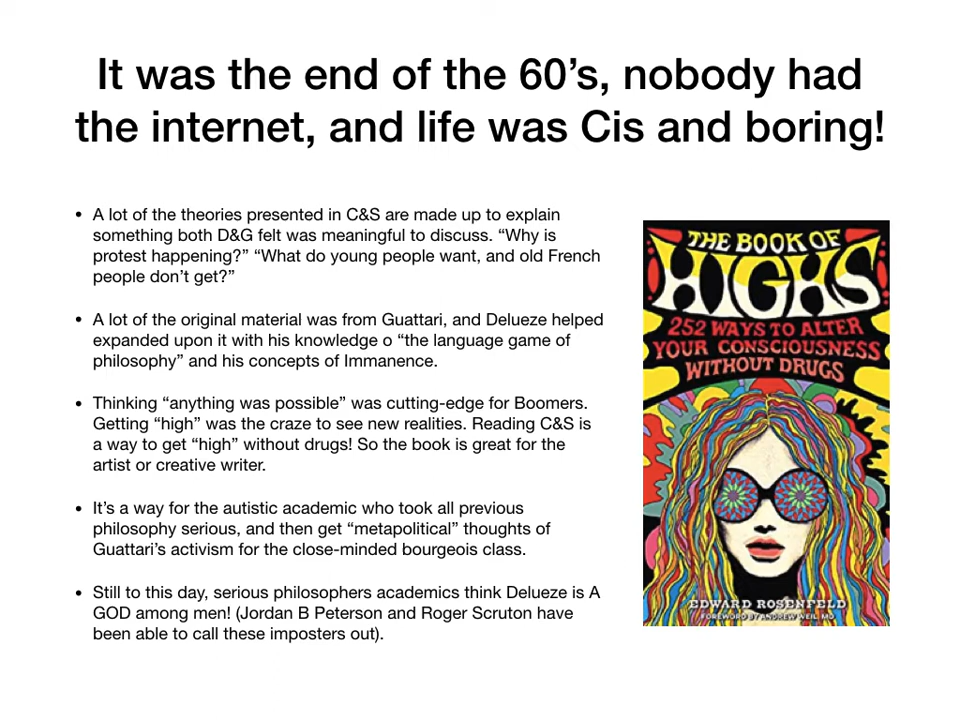 It was the end of the 60’s, nobody had
the internet, and life was Cis and boring!
• A lot of the theories presented in C&S are made up to explain
something both D&G felt was meaningful to discuss. “Why is
protest happening?” “What do young people want, and old French
people don’t get?”
• A lot of the original material was from Guattari, and Delueze helped
expanded upon it with his knowledge o “the language game of
philosophy” and his concepts of Immanence.
• Thinking “anything was possible” was cutting-edge for Boomers.
Getting “high” was the craze to see new realities. Reading C&S is
a way to get “high” without drugs! So the book is great for the
artist or creative writer.
• It’s a way for the autistic academic who took all previous
philosophy serious, and then get “metapolitical” thoughts of
Guattari’s activism for the close-minded bourgeois class.
• Still to this day, serious philosophers academics think Delueze is A
GOD among men! (Jordan B Peterson and Roger Scruton have
been able to call these imposters out).
THE BOOK OF
HIGHS
252 WAYS TO ALTER
YOUR CONSCIOUSNESS
WITHOUT DRUGS
EDWARD ROSENFELD
FOREWORD BY ANDREW WEIL, MD